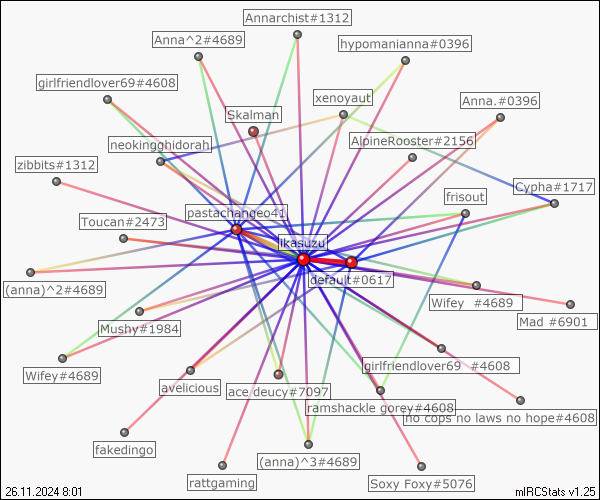 Annarchist#1312
Anna^2#4689
hypomanianna#0396
girlfriendlover69#4608
xenoyaut
Anna.#0396
Skalman
AlpineRooster#2156
neokingghidorah
zibbits#1312
Cypha#1717
frisout
pastachangeo41
Toucan#2473
ikasuzu
default#0617
(anna)^2#4689
Wifey #4689
Mad #6901
Mushy#1984
girlfriendlover69 #4608
Wifey#4689
avelicious
ace deucy#7097
ramshackle gorey#4608
no cops no laws no hope#4608
fakedingo
(anna)^3#4689
rattgaming
Soxy Foxy#5076
26.11.2024 8:01
mIRCStats v1.25